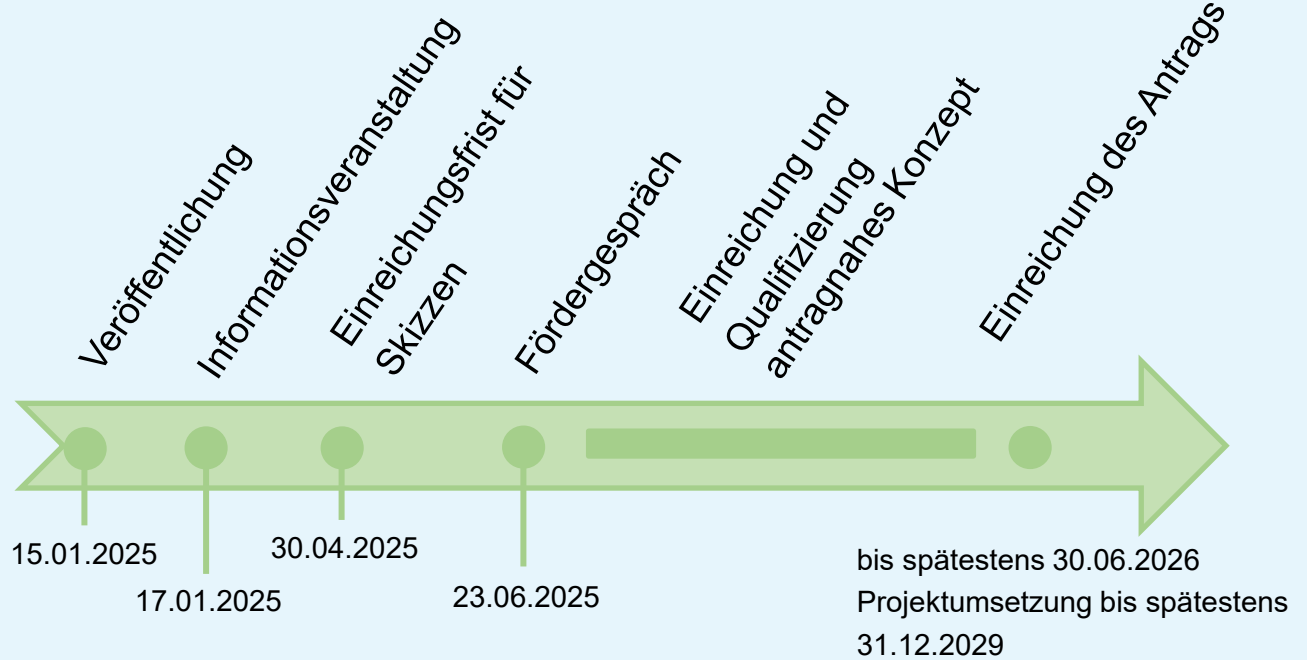 Veröffentlichung
Informationsveranstaltung
Einreichungsfrist für
Skizzen
Fördergespräch
Einreichung und
Qualifizierung
antragnahes Konzept
Einreichung des Antrags
15.01.2025
17.01.2025
30.04.2025
23.06.2025
bis spätestens 30.06.2026
Projektumsetzung bis spätestens
31.12.2029